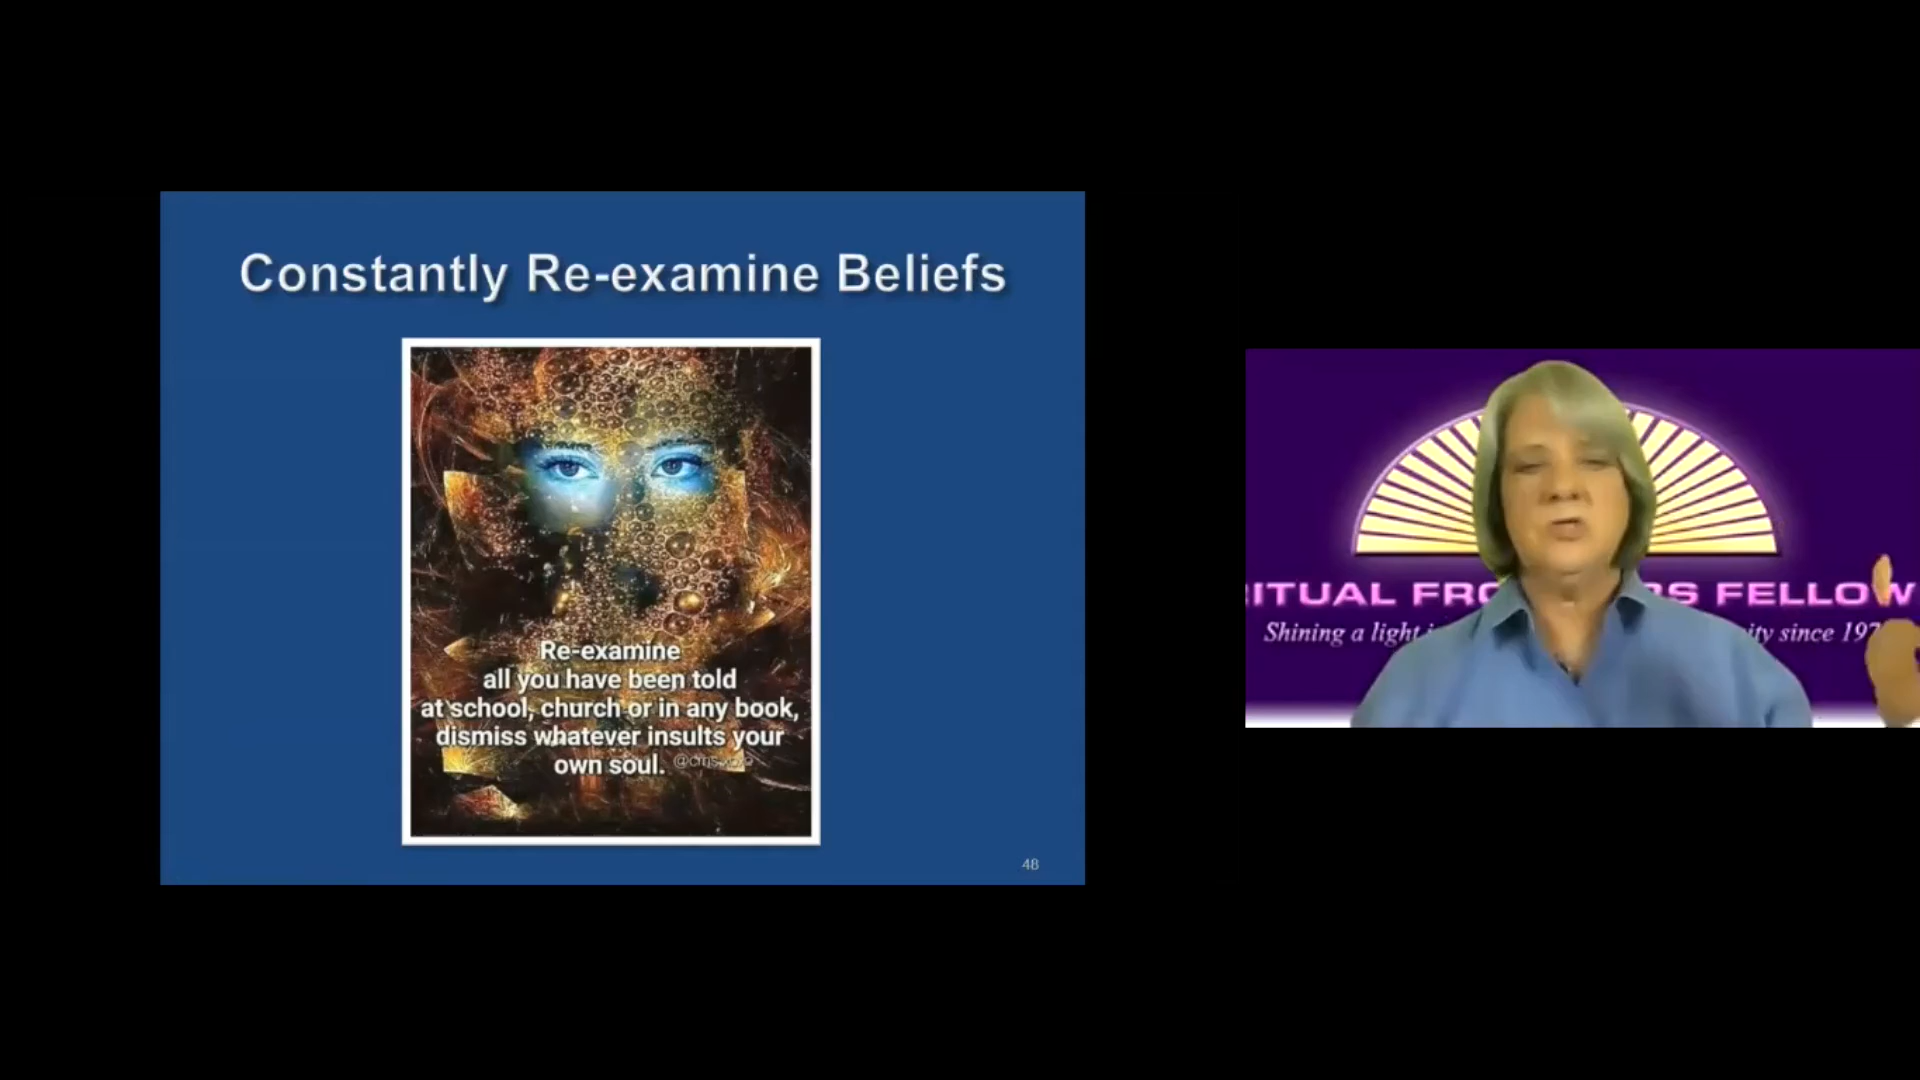 Constantly Re-examine Beliefs
Re-examine
all you have been told
at school, church or in any book,
dismiss whatever insults your
own soul.
48
ITUAL FRO RS FELLOW
Shining a light ity since 197